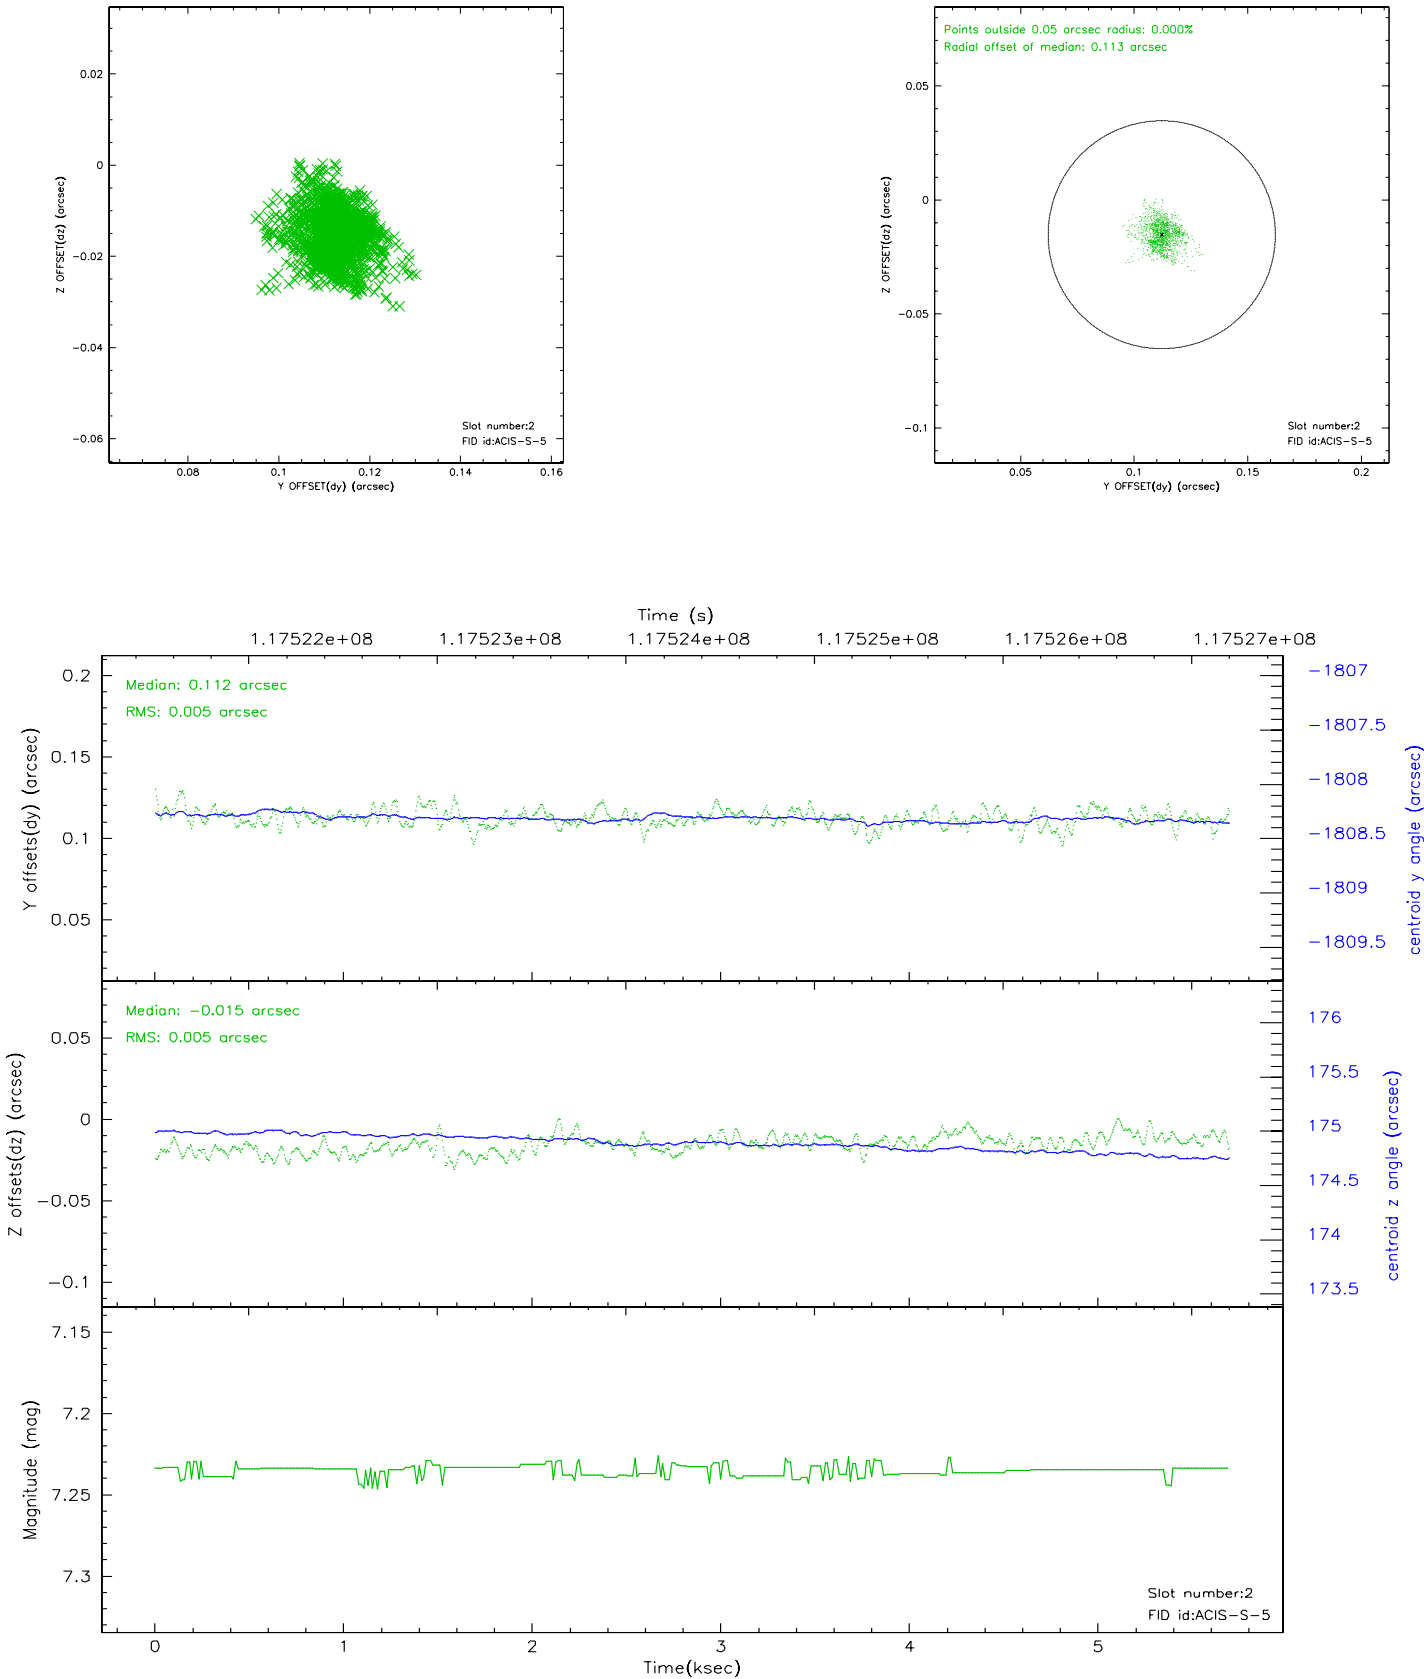 0.02
0
−0.02
−0.04
−0.06
Z OFFSET(dz) (arcsec)
Slot number:2
FID id:ACIS−S−5
0.08
0.1
0.12
0.14
0.16
Y OFFSET(dy) (arcsec)
Points outside 0.05 arcsec radius: 0.000%
Radial offset of median: 0.113 arcsec
0.05
0
−0.05
−0.1
Z OFFSET(dz) (arcsec)
Slot number:2
FID id:ACIS−S−5
0.05
0.1
0.15
0.2
Y OFFSET(dy) (arcsec)
Time (s)
1.17522e+08
1.17523e+08
1.17524e+08
1.17525e+08
1.17526e+08
1.17527e+08
Median: 0.112 arcsec
RMS: 0.005 arcsec
0.2
0.15
0.1
0.05
Y offsets(dy) (arcsec)
−1807
−1807.5
−1808
−1808.5
−1809
−1809.5
centroid y angle (arcsec)
Median: −0.015 arcsec
RMS: 0.005 arcsec
0.05
0
−0.05
−0.1
Z offsets(dz) (arcsec)
176
175.5
175
174.5
174
173.5
centroid z angle (arcsec)
7.15
7.2
7.25
7.3
Magnitude (mag)
Slot number:2
FID id:ACIS−S−5
0
1
2
3
4
5
Time(ksec)